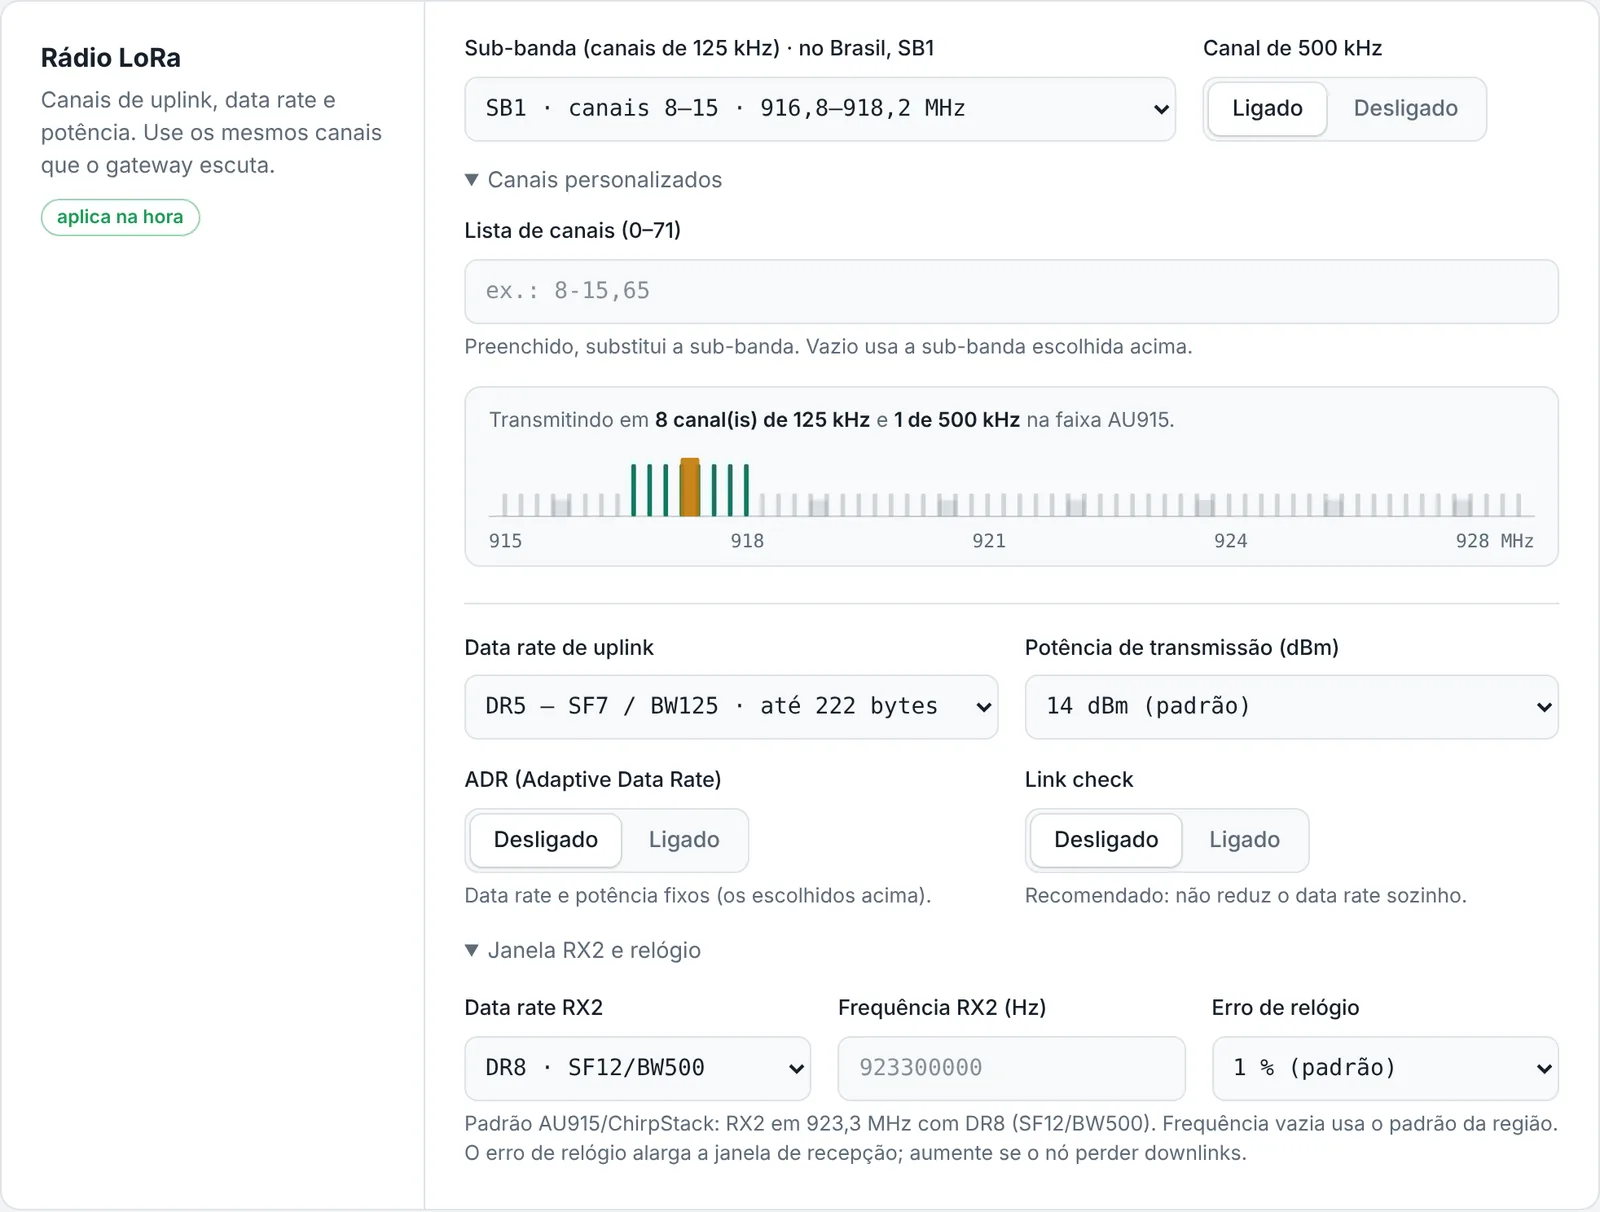 Rádio LoRa
Canais de uplink, data rate e
potência. Use os mesmos canais
que o gateway escuta.
aplica na hora
Sub-banda (canais de 125 kHz) · no Brasil, SB1
SB1 · canais 8–15 · 916,8–918,2 MHz
Canal de 500 kHz
Ligado Desligado
▼ Canais personalizados
Lista de canais (0–71)
ex.: 8-15,65
Preenchido, substitui a sub-banda. Vazio usa a sub-banda escolhida acima.
Transmitindo em 8 canal(is) de 125 kHz e 1 de 500 kHz na faixa AU915.
915 918 921 924 928 MHz
Data rate de uplink
DR5 — SF7 / BW125 · até 222 bytes
Potência de transmissão (dBm)
14 dBm (padrão)
ADR (Adaptive Data Rate)
Desligado Ligado
Data rate e potência fixos (os escolhidos acima).
Link check
Desligado Ligado
Recomendado: não reduz o data rate sozinho.
▼ Janela RX2 e relógio
Data rate RX2
DR8 · SF12/BW500
Frequência RX2 (Hz)
923300000
Erro de relógio
1 % (padrão)
Padrão AU915/ChirpStack: RX2 em 923,3 MHz com DR8 (SF12/BW500). Frequência vazia usa o padrão da região.
O erro de relógio alarga a janela de recepção; aumente se o nó perder downlinks.